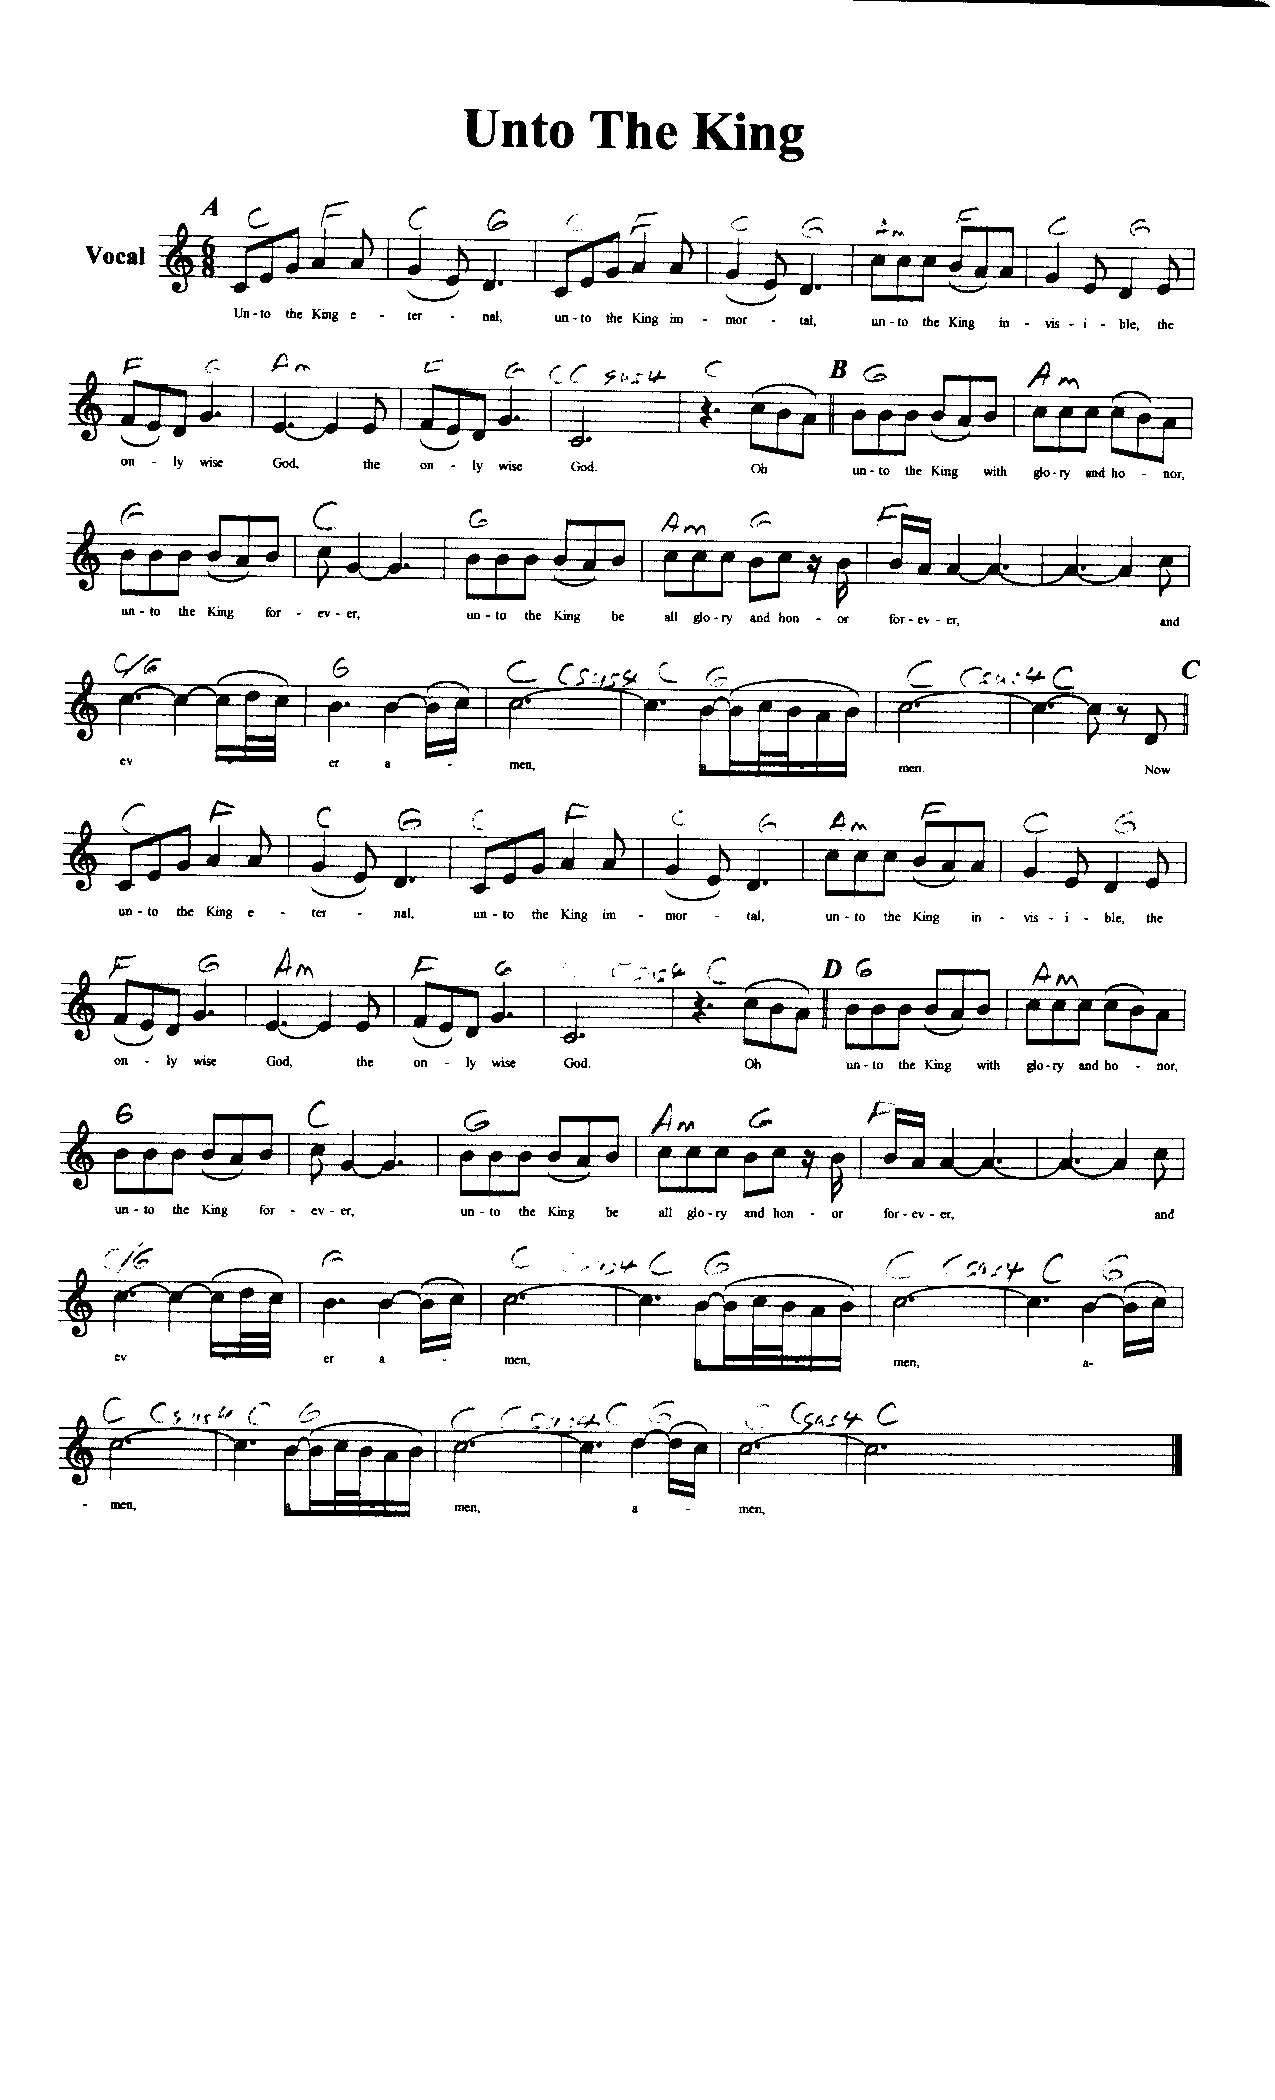 Unto The King
A
C F C G C F C G Am F C G
Vocal
6 8
Un - to the King e - ter - nal, un - to the King im - mor - tal, un - to the King in - vis - i - ble, the
F G Am F G C C sus4 C B G Am
on - ly wise God, the on - ly wise God. Oh un - to the King with glo - ry and ho - nor,
G C G Am G F
un - to the King for - ev - er, un - to the King be all glo - ry and hon - or for - ev - er, and
C/G G C Csus4 C G C Csus4 C C
ev - er a - men, a men. Now
C F C G C F C G Am F C G
un - to the King e - ter - nal, un - to the King im - mor - tal, un - to the King in - vis - i - ble, the
F G Am F G Csus4 C D G Am
on - ly wise God, the on - ly wise God. Oh un - to the King with glo - ry and ho - nor,
G C G Am G F
un - to the King for - ev - er, un - to the King be all glo - ry and hon - or for - ev - er, and
C/G G C Csus4 C G C Csus4 C G
ev - er a - men, a men, a-
C Csus4 C G C Csus4 C G C Csus4 C
- men, a men, a - men,